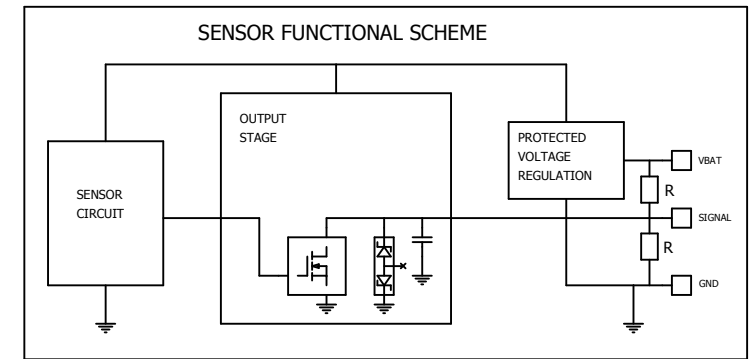 SENSOR FUNCTIONAL SCHEME
OUTPUT
STAGE
PROTECTED
VOLTAGE
REGULATION
SENSOR
CIRCUIT
VBAT
R
SIGNAL
R
GND